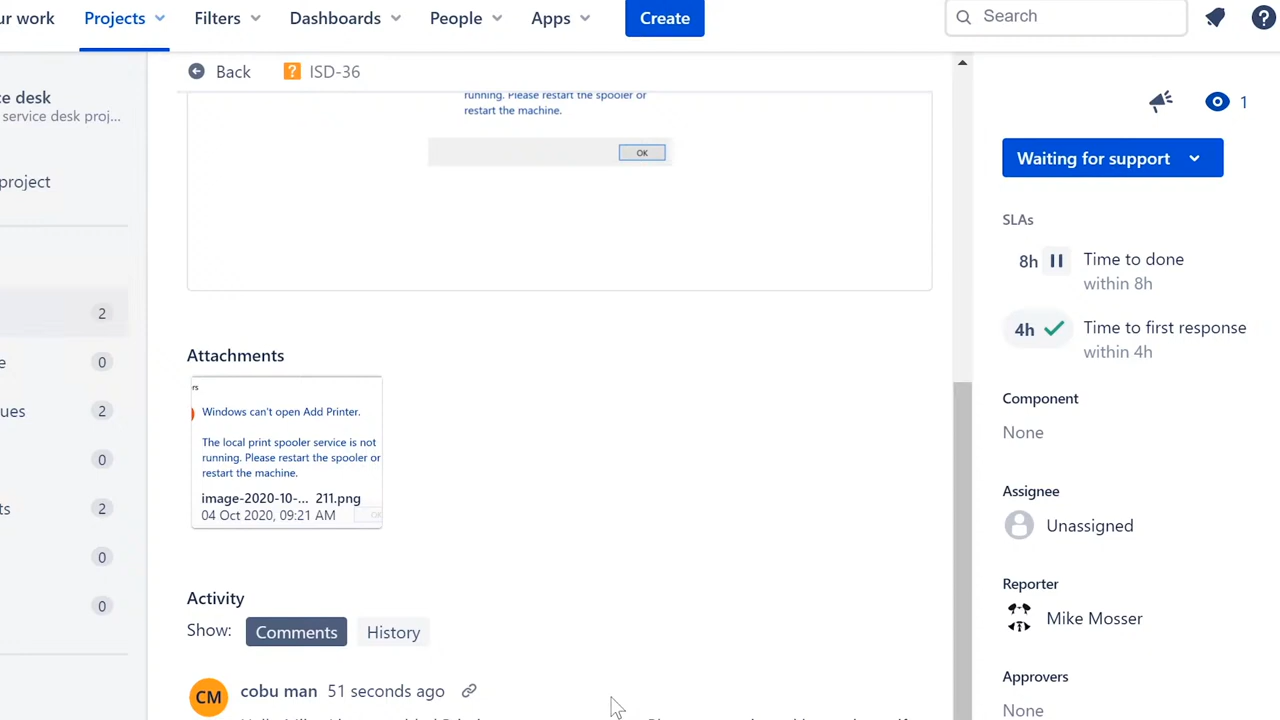 ur work Projects Filters Dashboards People Apps Create Search ?
ce desk
service desk proj...
project
2
e 0
ues 2
0
ts 2
0
0
Back ? ISD-36
running. Please restart the spooler or
restart the machine.
OK
Attachments
rs
Windows can't open Add Printer.
The local print spooler service is not
running. Please restart the spooler or
restart the machine.
image-2020-10-... 211.png
04 Oct 2020, 09:21 AM OK
Activity
Show: Comments History
CM cobu man 51 seconds ago
1
Waiting for support
SLAs
8h Time to done
within 8h
4h Time to first response
within 4h
Component
None
Assignee
Unassigned
Reporter
Mike Mosser
Approvers
None